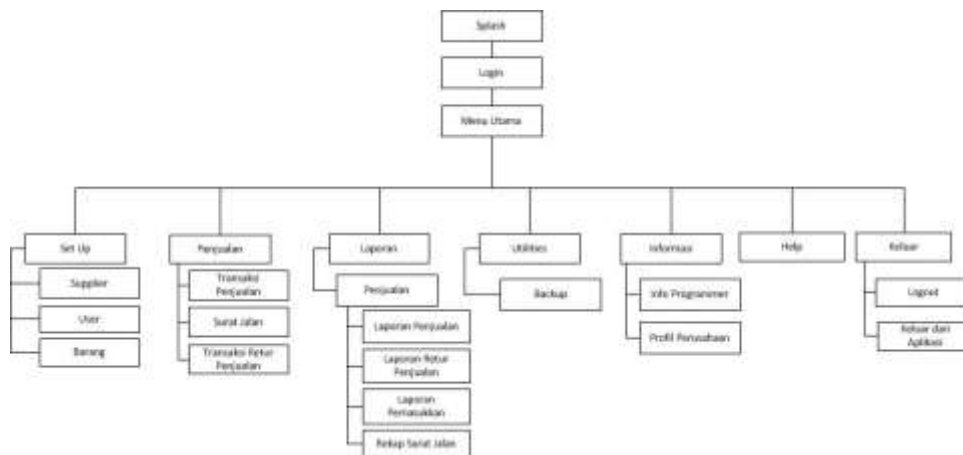 Splash
Login
Menu Utama
Set Up
Supplier
User
Barang
Penjualan
Transaksi
Penjualan
Surat Jalan
Transaksi Retur
Penjualan
Laporan
Penjualan
Laporan Penjualan
Laporan Retur
Penjualan
Laporan
Pemasukkan
Rekap Surat Jalan
Utilities
Backup
Informasi
Info Programmer
Profil Perusahaan
Help
Keluar
Logout
Keluar dari
Aplikasi